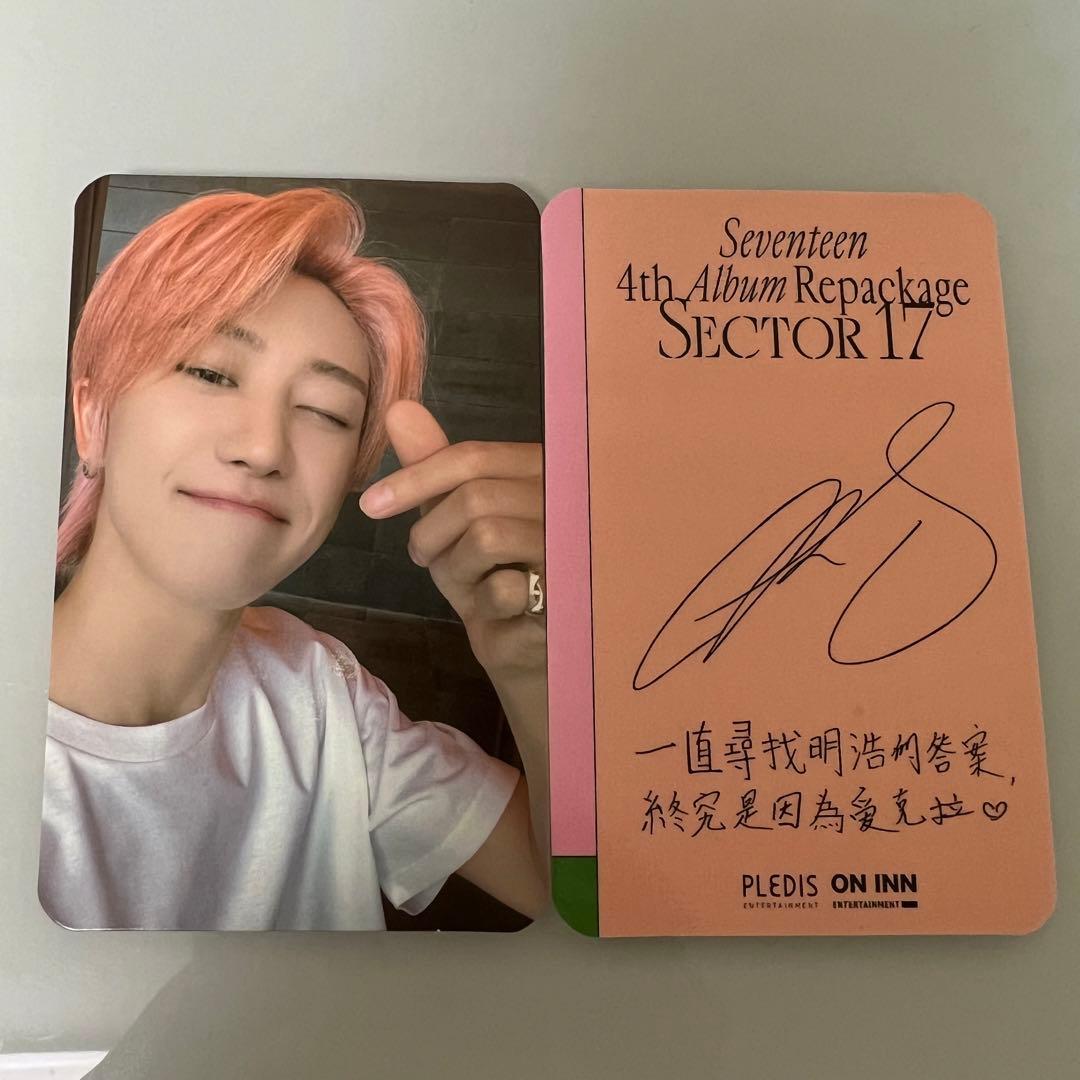 Seventeen
4th Album Repackage
SECTOR 17
一直尋找明浩的答案,
終究是因為愛克拉♡
PLEDIS ON INN
ENTERTAINMENT ENTERTAINMENT